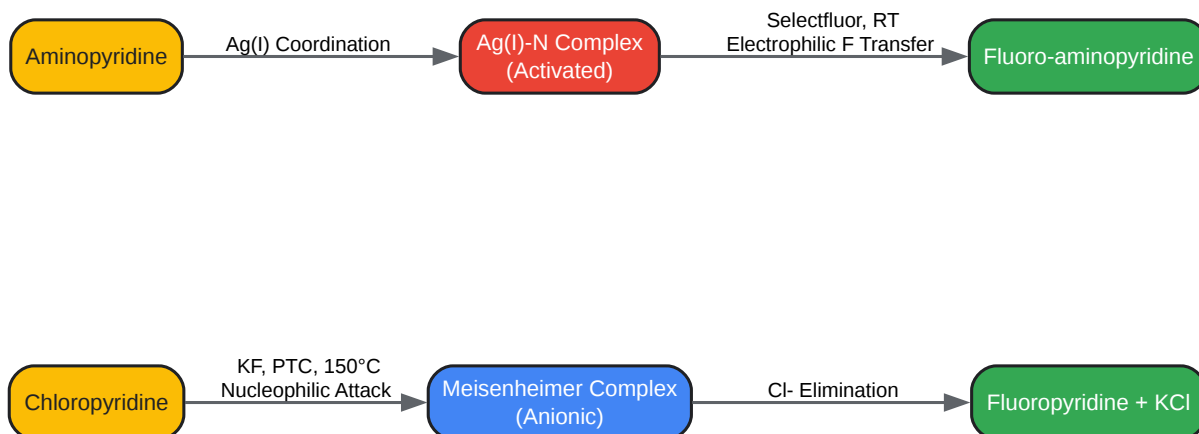 Aminopyridine
Ag(I) Coordination
Ag(I)-N Complex
(Activated)
Selectfluor, RT
Electrophilic F Transfer
Fluoro-aminopyridine
Chloropyridine
KF, PTC, 150°C
Nucleophilic Attack
Meisenheimer Complex
(Anionic)
Cl- Elimination
Fluoropyridine + KCl